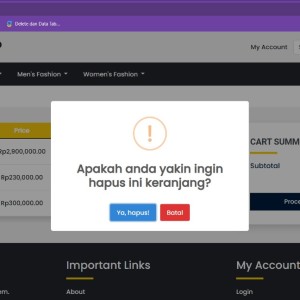 Delete dan Data Tab...
My Account
Men's Fashion
Women's Fashion
Price
Rp2,900,000.00
Rp230,000.00
Rp300,000.00
CART SUMM
Subtotal
Proce
!
Apakah anda yakin ingin
hapus ini keranjang?
Ya, hapus!
Batal
Important Links
My Account
About
Login